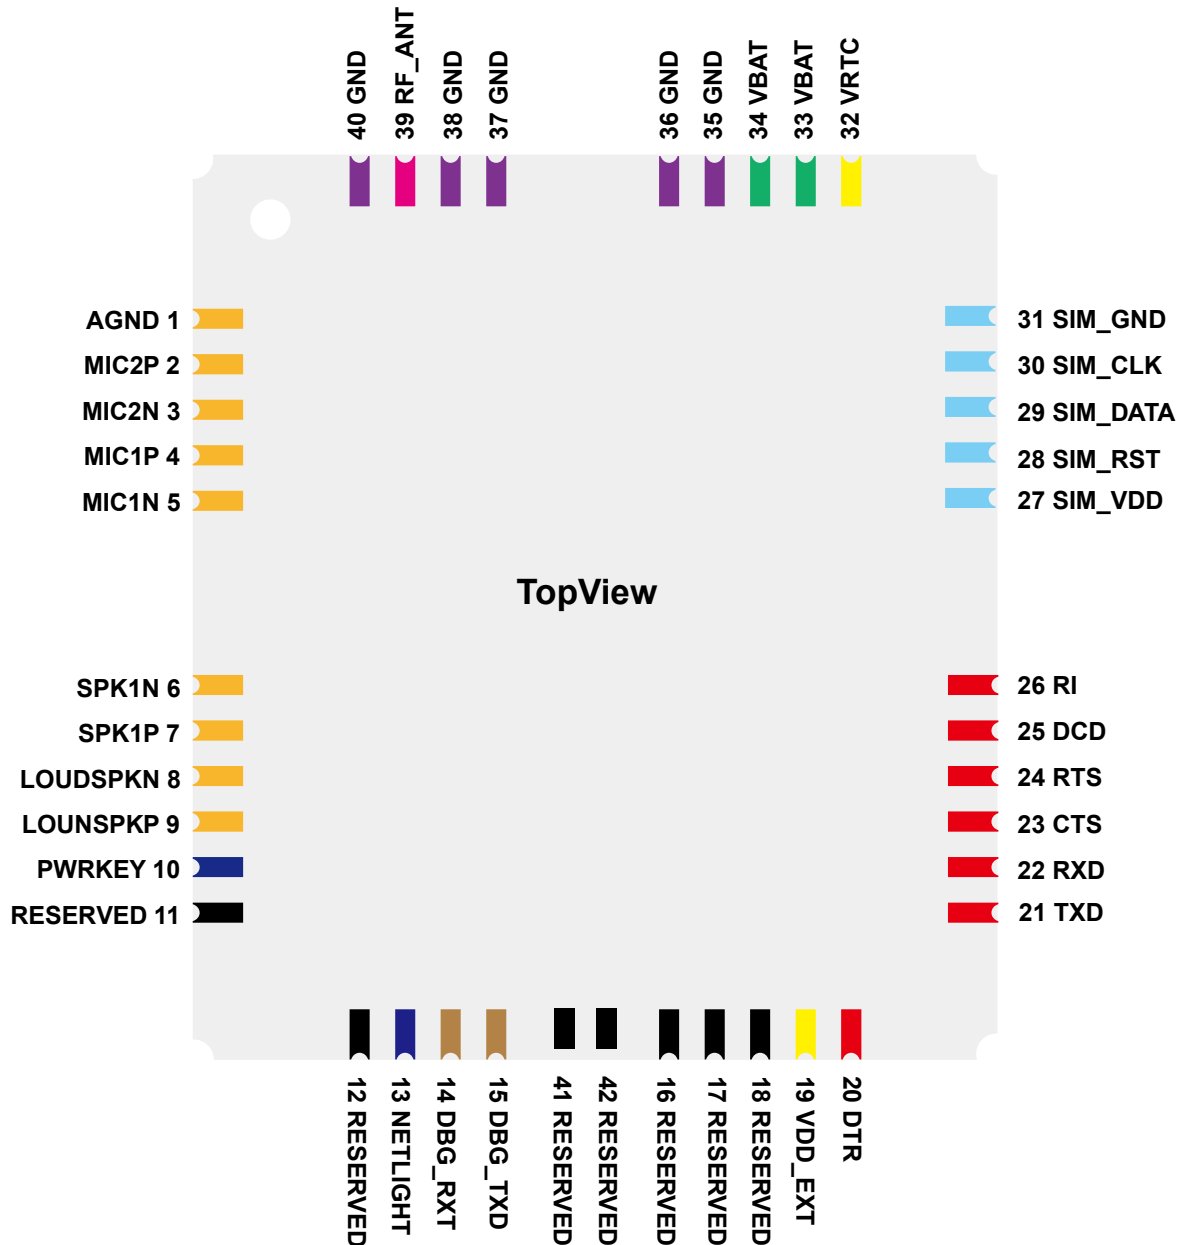 40 GND
39 RF_ANT
38 GND
37 GND
36 GND
35 GND
34 VBAT
33 VBAT
32 VRTC
AGND 1
MIC2P 2
MIC2N 3
MIC1P 4
MIC1N 5
31 SIM_GND
30 SIM_CLK
29 SIM_DATA
28 SIM_RST
27 SIM_VDD
TopView
SPK1N 6
SPK1P 7
LOUDSPKN 8
LOUNSPKP 9
PWRKEY 10
RESERVED 11
26 RI
25 DCD
24 RTS
23 CTS
22 RXD
21 TXD
12 RESERVED
13 NETLIGHT
14 DBG_RXT
15 DBG_TXD
41 RESERVED
42 RESERVED
16 RESERVED
17 RESERVED
18 RESERVED
19 VDD_EXT
20 DTR